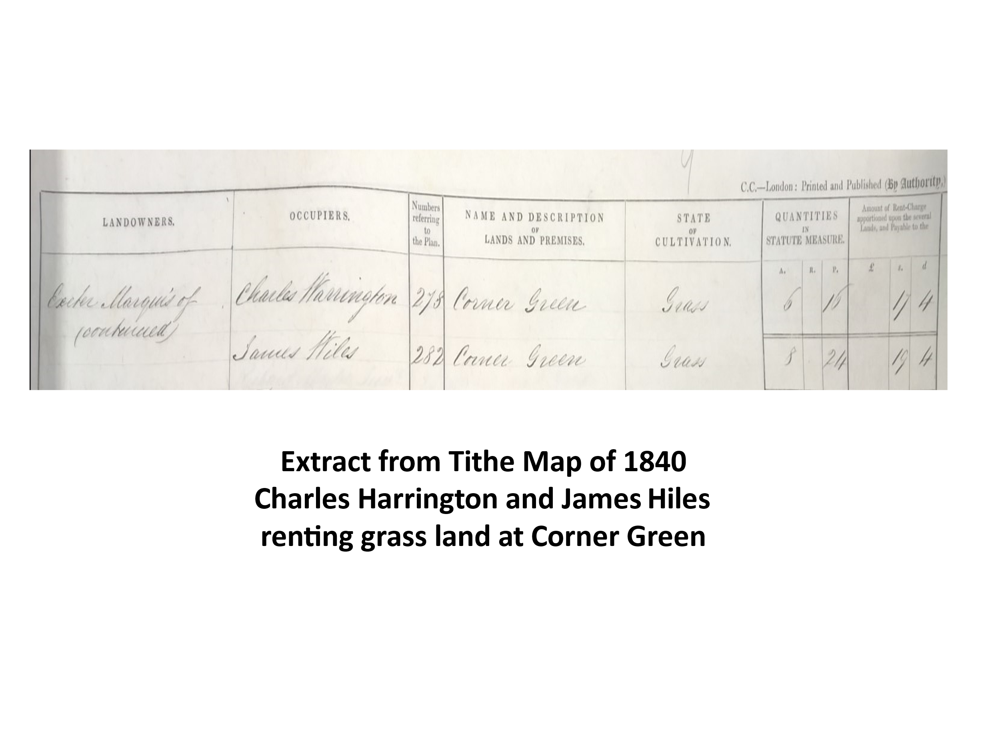 C.C.—London: Printed and Published (By Authority,)
LANDOWNERS.
OCCUPIERS.
Numbers
referring
to
the Plan.
NAME AND DESCRIPTION
OF
LANDS AND PREMISES.
STATE
OF
CULTIVATION.
QUANTITIES
IN
STATUTE MEASURE.
Amount of Rent-Charge
apportioned upon the several
Lands, and Payable to the
A. R. P. £ s. d
Exeter Marquis of Charles Harrington 278 Corner Green Grass 6 16 17 4
(continued)
James Hiles 282 Corner Green Grass 8 24 19 4
Extract from Tithe Map of 1840
Charles Harrington and James Hiles
renting grass land at Corner Green